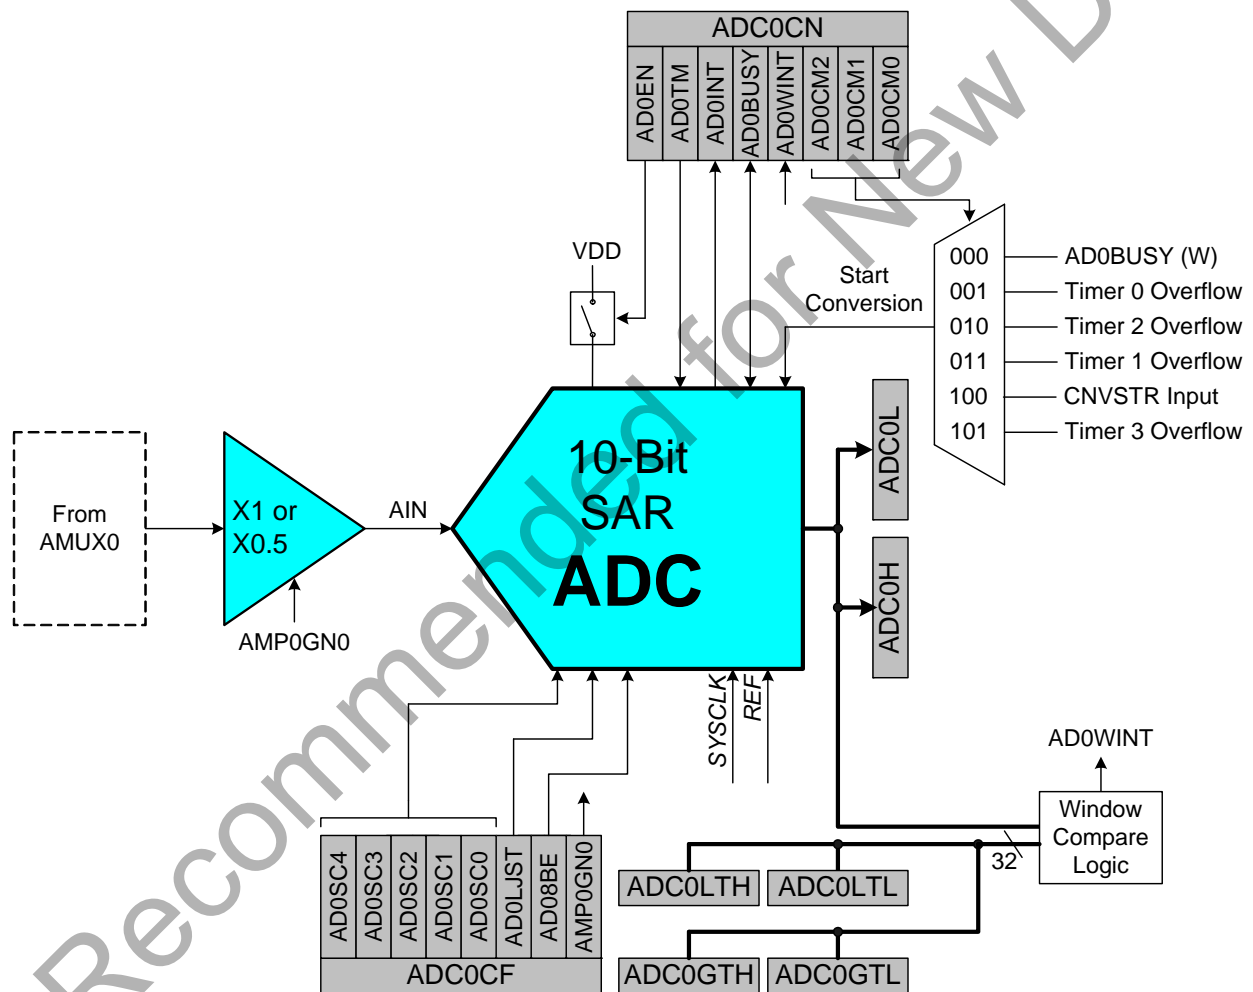 ADC0CN
AD0EN
AD0TM
AD0INT
AD0BUSY
AD0WINT
AD0CM2
AD0CM1
AD0CM0
VDD
Start
Conversion
000
AD0BUSY (W)
001
Timer 0 Overflow
010
Timer 2 Overflow
011
Timer 1 Overflow
100
CNVSTR Input
101
Timer 3 Overflow
From
AMUX0
X1 or
X0.5
AMP0GN0
AIN
10-Bit
SAR
ADC
ADC0L
ADC0H
SYSCLK
REF
AD0WINT
Window
Compare
Logic
32
AD0SC4
AD0SC3
AD0SC2
AD0SC1
AD0SC0
AD0LJST
AD08BE
AMP0GN0
ADC0CF
ADC0LTH
ADC0LTL
ADC0GTH
ADC0GTL
Recommended for New D